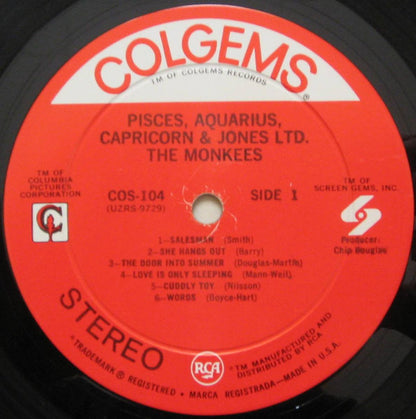 COLGEMS®
TM OF COLGEMS RECORDS
PISCES, AQUARIUS,
CAPRICORN & JONES LTD.
THE MONKEES
TM OF
COLUMBIA
PICTURES
CORPORATION
COS-104
(UZRS-9729)
SIDE 1
TM OF
SCREEN GEMS, INC.
C
Producer:
Chip Douglas
1—SALESMAN (Smith)
2—SHE HANGS OUT (Barry)
3—THE DOOR INTO SUMMER (Douglas-Martin)
4—LOVE IS ONLY SLEEPING (Mann-Weil)
5—CUDDLY TOY (Nilsson)
6—WORDS (Boyce-Hart)
STEREO
RCA
*TM MANUFACTURED AND
DISTRIBUTED BY RCA
*TRADEMARK ® REGISTERED • MARCA REGISTRADA—MADE IN U.S.A.